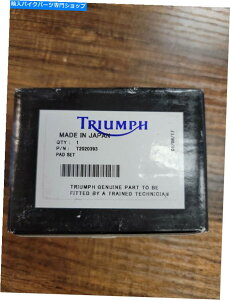 輸入バイクパーツ専門ショップ
TRIUMPH
MADE IN JAPAN
QTY : 1
P/N : T2020393
PAD SET
TRIUMPH GENUINE PART TO BE
FITTED BY A TRAINED TECHNICIAN